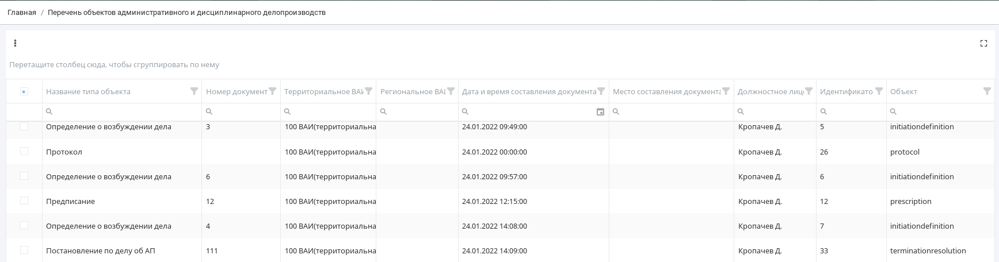 Главная / Перечень объектов административного и дисциплинарного делопроизводств
Перетащите столбец сюда, чтобы сгруппировать по нему
Название типа объекта Номер документ Территориальное ВАИ Региональное ВАИ Дата и время составления документа Место составления документа Должностное лиц Идентификато Объект
Определение о возбуждении дела 3 100 ВАИ(территориальна 24.01.2022 09:49:00 Кропачев Д. 5 initiationdefinition
Протокол 100 ВАИ(территориальна 24.01.2022 00:00:00 Кропачев Д. 26 protocol
Определение о возбуждении дела 6 100 ВАИ(территориальна 24.01.2022 09:57:00 Кропачев Д. 6 initiationdefinition
Предписание 12 100 ВАИ(территориальна 24.01.2022 12:15:00 Кропачев Д. 12 prescription
Определение о возбуждении дела 4 100 ВАИ(территориальна 24.01.2022 14:08:00 Кропачев Д. 7 initiationdefinition
Постановление по делу об АП 111 100 ВАИ(территориальна 24.01.2022 14:09:00 Кропачев Д. 33 terminationresolution